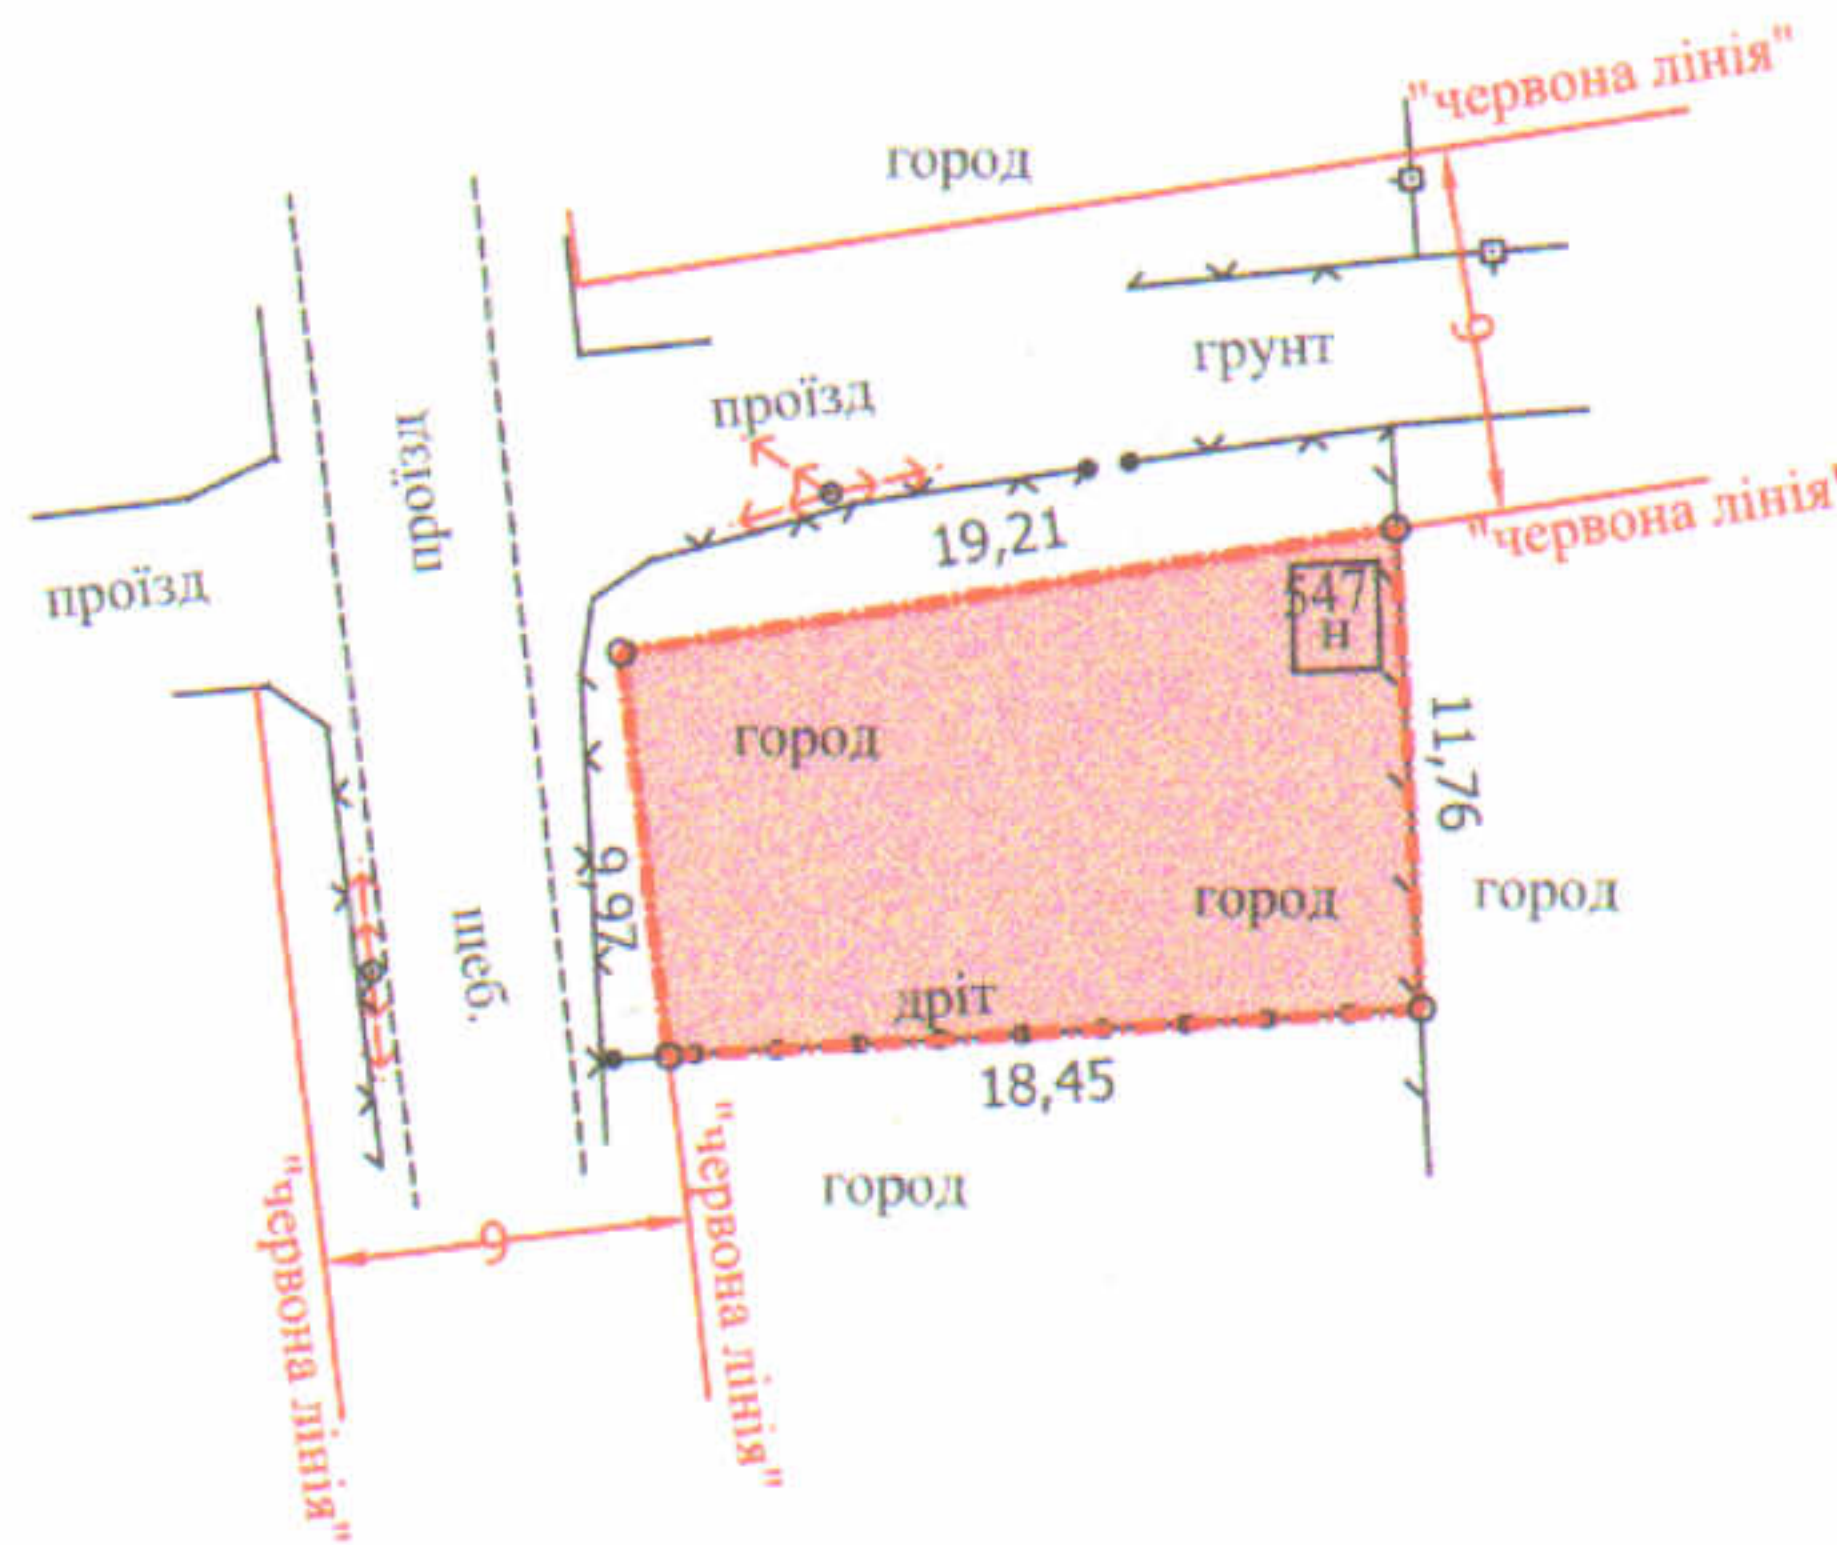 "червона лінія"
город
грунт
9
проїзд
проїзд
"червона лінія"
19,21
проїзд
547
н
город
11,76
9,97
город
город
щеб.
дріт
18,45
город
9
"червона лінія"
"червона лінія"